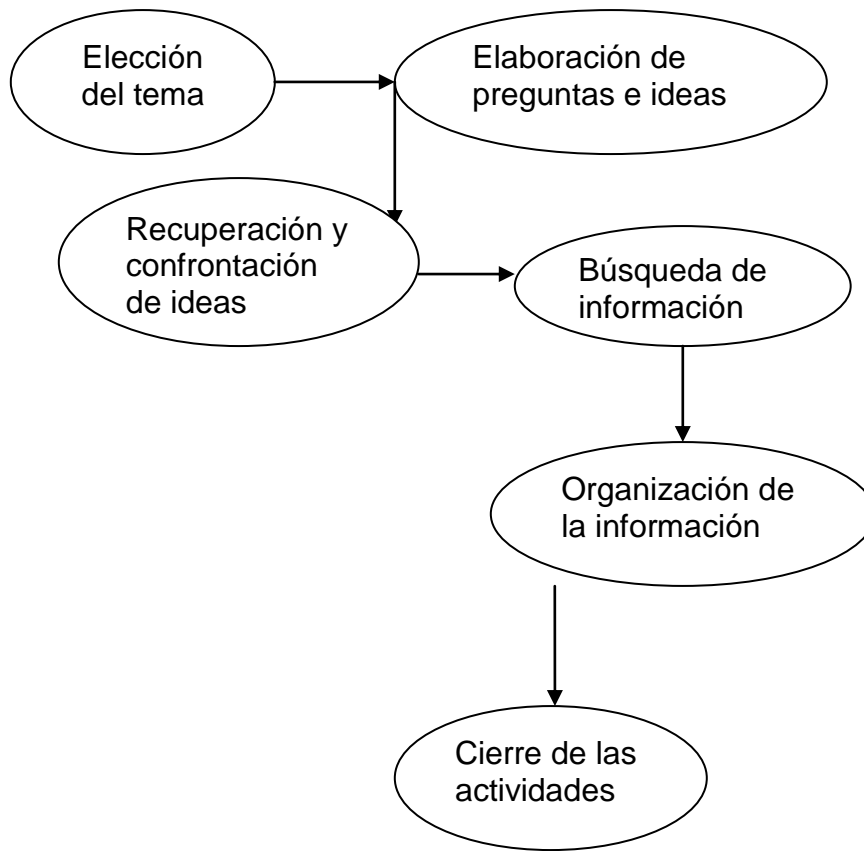 Elección
del tema
Elaboración de
preguntas e ideas
Recuperación y
confrontación
de ideas
Búsqueda de
información
Organización de
la información
Cierre de las
actividades